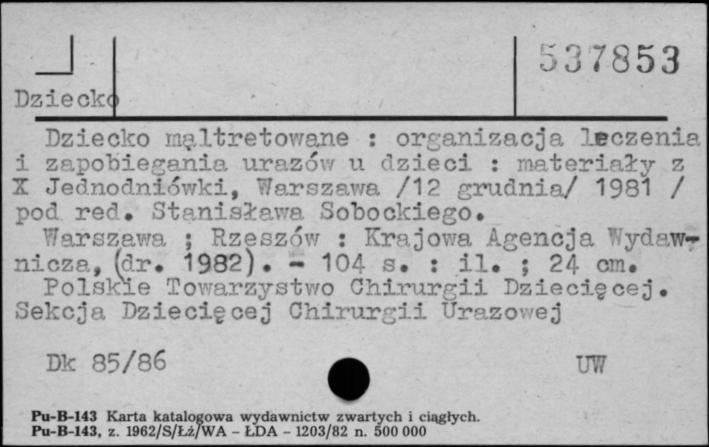 537853
Dziecko
Dziecko maltretowane : organizacja leczenia
i zapobiegania urazów u dzieci : materiały z
X Jednodniówki, Warszawa /12 grudnia/ 1981 /
pod red. Stanisława Sobockiego.
Warszawa ; Rzeszów : Krajowa Agencja Wydaw-
nicza, (dr. 1982). - 104 s. : il. ; 24 cm.
Polskie Towarzystwo Chirurgii Dziecięcej.
Sekcja Dziecięcej Chirurgii Urazowej
Dk 85/86 UW
Pu-B-143 Karta katalogowa wydawnictw zwartych i ciągłych.
Pu-B-143, z. 1962/S/Łż/WA - ŁDA - 1203/82 n. 500 000